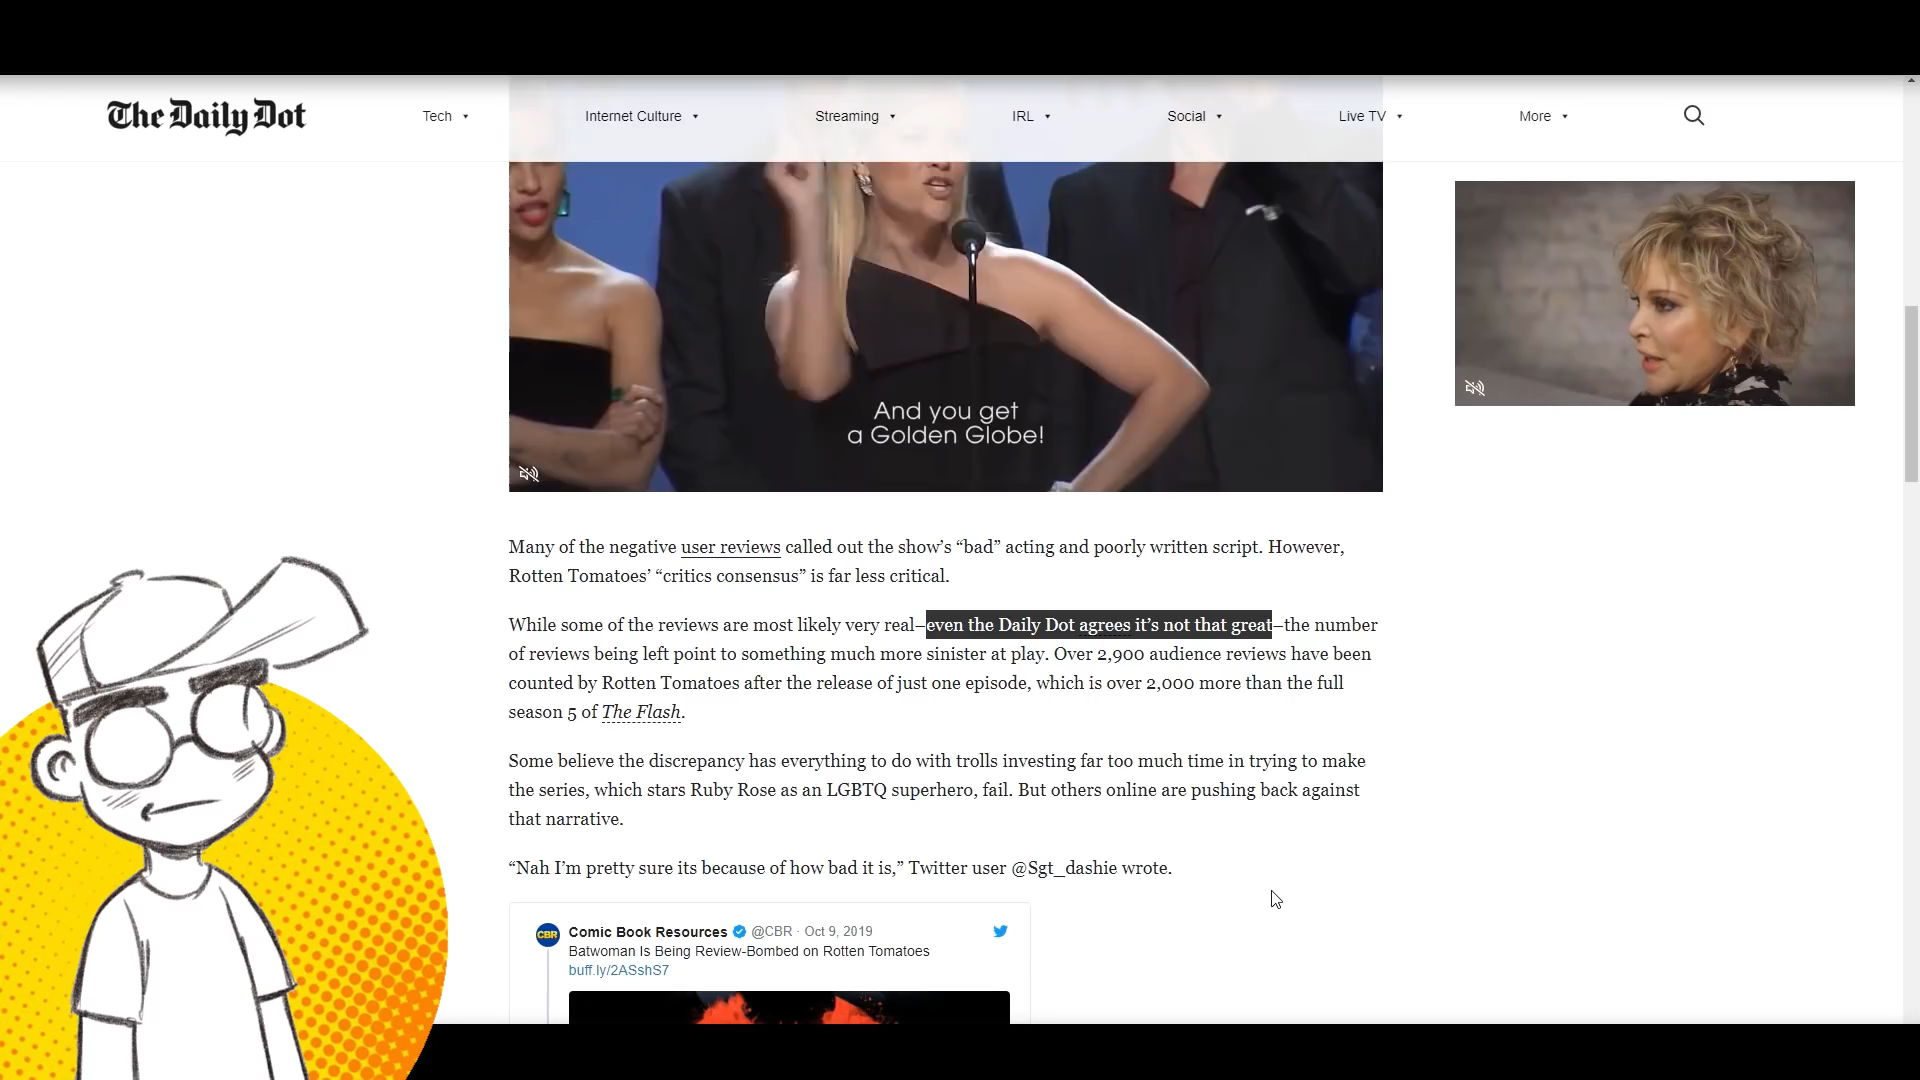 The Daily Dot
Tech
Internet Culture
Streaming
IRL
Social
Live TV
More
And you get
a Golden Globe!
Many of the negative user reviews called out the show’s “bad” acting and poorly written script. However,
Rotten Tomatoes’ “critics consensus” is far less critical.
While some of the reviews are most likely very real–even the Daily Dot agrees it’s not that great–the number
of reviews being left point to something much more sinister at play. Over 2,900 audience reviews have been
counted by Rotten Tomatoes after the release of just one episode, which is over 2,000 more than the full
season 5 of The Flash.
Some believe the discrepancy has everything to do with trolls investing far too much time in trying to make
the series, which stars Ruby Rose as an LGBTQ superhero, fail. But others online are pushing back against
that narrative.
“Nah I’m pretty sure its because of how bad it is,” Twitter user @Sgt_dashie wrote.
CBR
Comic Book Resources @CBR · Oct 9, 2019
Batwoman Is Being Review-Bombed on Rotten Tomatoes
buff.ly/2ASshS7